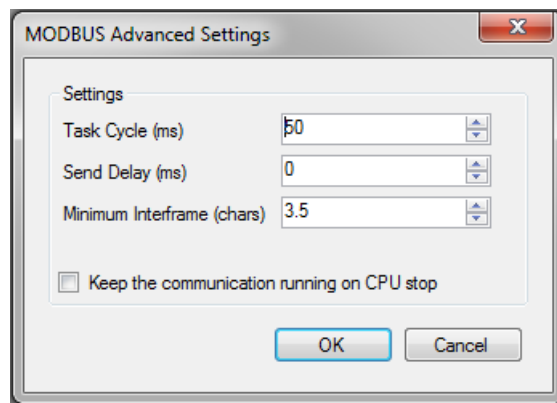 MODBUS Advanced Settings
Settings
Task Cycle (ms) 50
Send Delay (ms) 0
Minimum Interframe (chars) 3.5
Keep the communication running on CPU stop
OK Cancel